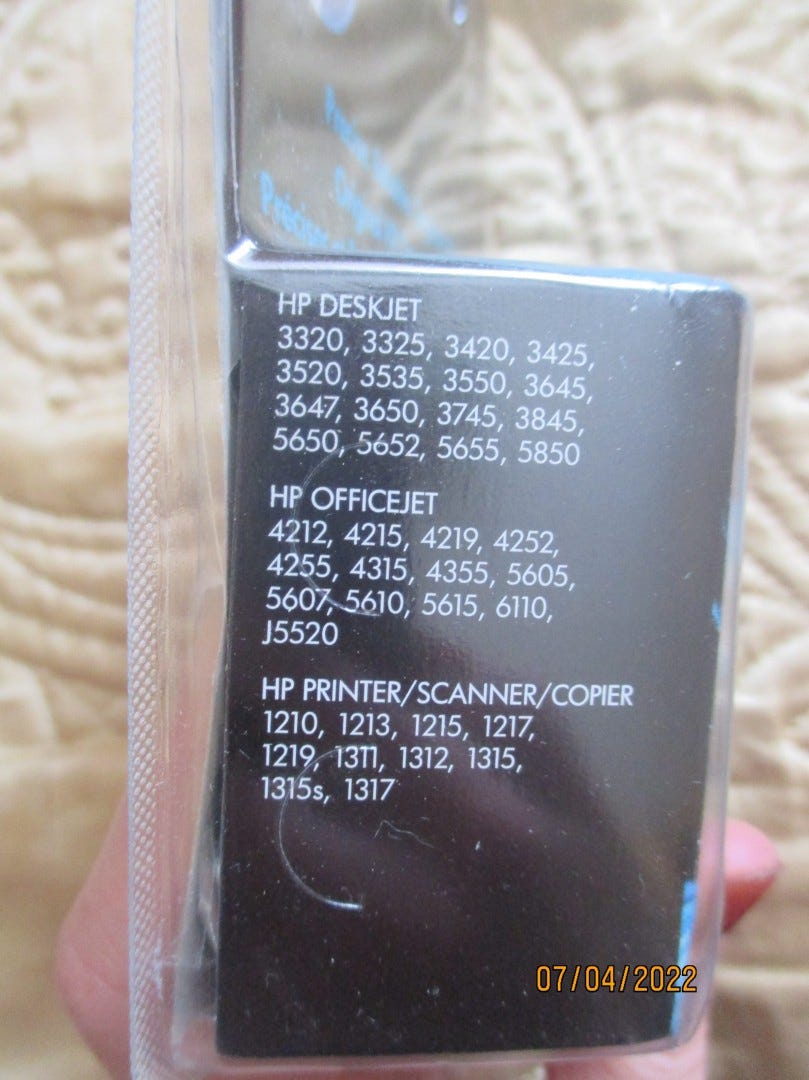 HP DESKJET
3320, 3325, 3420, 3425,
3520, 3535, 3550, 3645,
3647, 3650, 3745, 3845,
5650, 5652, 5655, 5850
HP OFFICEJET
4212, 4215, 4219, 4252,
4255, 4315, 4355, 5605,
5607, 5610, 5615, 6110,
J5520
HP PRINTER/SCANNER/COPIER
1210, 1213, 1215, 1217,
1219, 1311, 1312, 1315,
1315s, 1317
07/04/2022